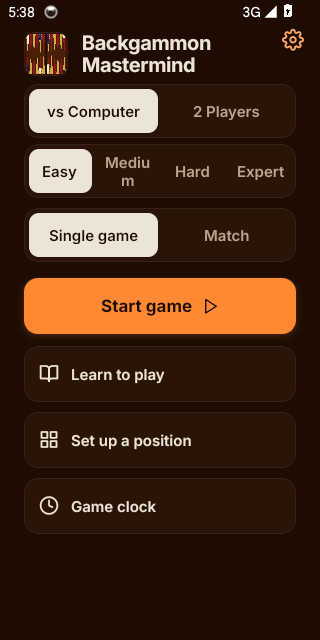 5:38
3G
Backgammon
Mastermind
vs Computer
2 Players
Easy
Mediu
m
Hard
Expert
Single game
Match
Start game
Learn to play
Set up a position
Game clock